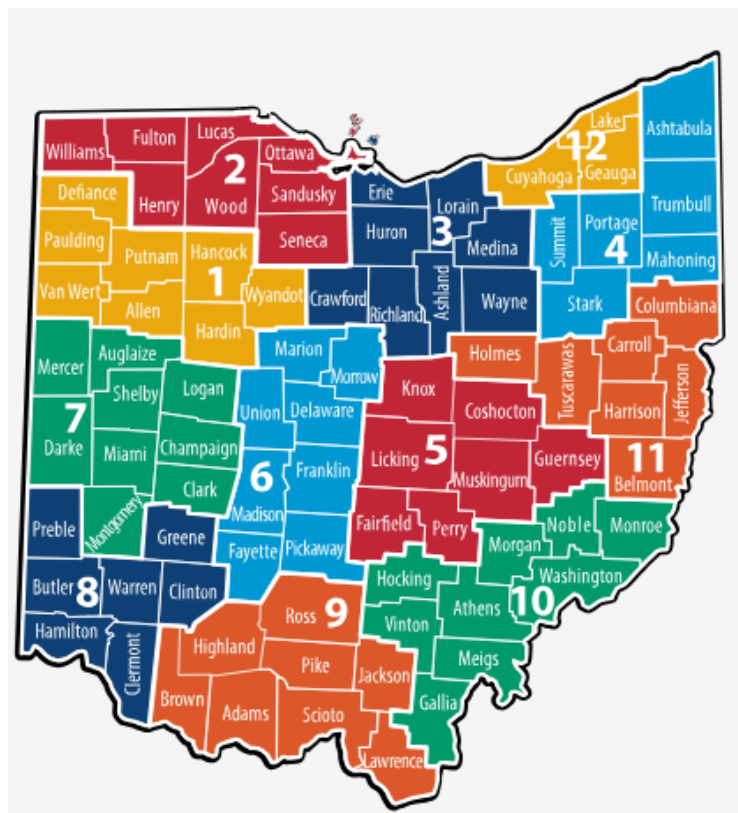 Williams
Fulton
Lucas
Ottawa
2
Henry
Wood
Sandusky
Seneca
Defiance
Paulding
Putnam
Hancock
1
Van Wert
Allen
Wyandot
Hardin
Erie
Lorain
Huron
3
Medina
Crawford
Richland
Ashland
Wayne
Lake
12
Cuyahoga
Geauga
Ashtabula
Summit
Portage
4
Trumbull
Mahoning
Stark
Columbiana
Holmes
Tuscarawas
Carroll
Harrison
Jefferson
11
Belmont
Mercer
Auglaize
Shelby
Logan
7
Darke
Miami
Champaign
Clark
Montgomery
Marion
Morrow
Union
Delaware
Franklin
6
Madison
Fayette
Pickaway
Knox
Coshocton
Licking
5
Muskingum
Guernsey
Fairfield
Perry
Preble
Greene
Butler
8
Warren
Clinton
Hamilton
Clermont
Ross
9
Highland
Pike
Jackson
Brown
Adams
Scioto
Lawrence
Noble
Monroe
Morgan
Washington
Hocking
Athens
10
Vinton
Meigs
Gallia